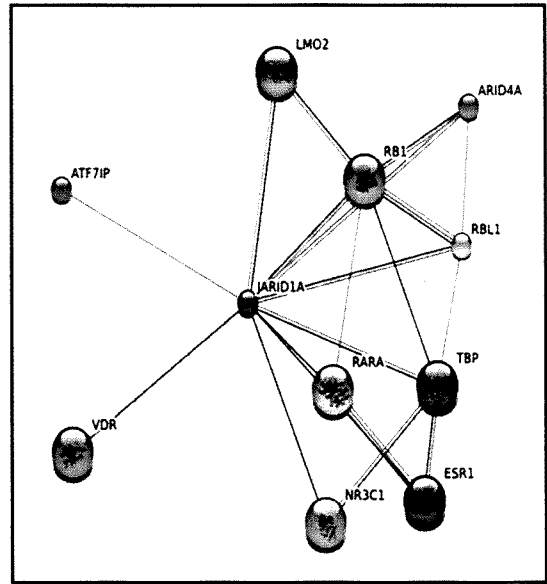 LMO2
ARID4A
RB1
ATF7IP
RBL1
JARID1A
TBP
RARA
VDR
ESR1
NR3C1